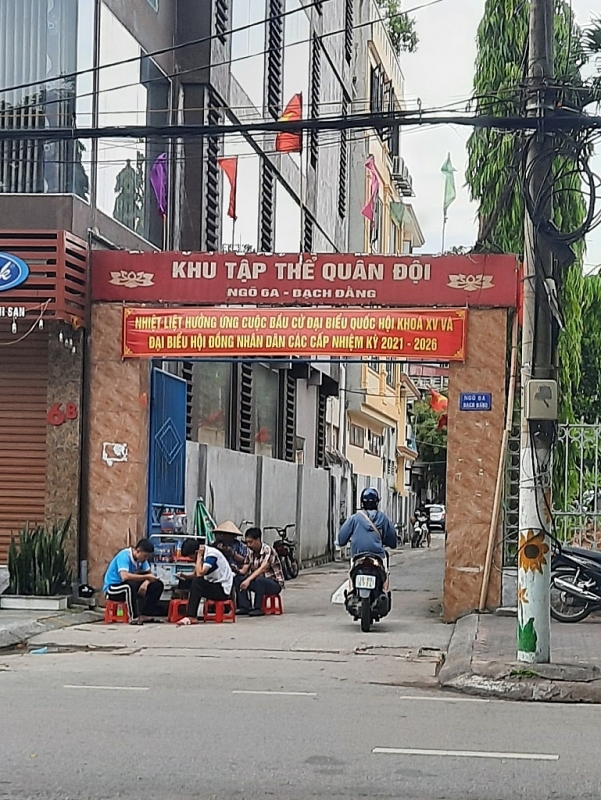 KHU TẬP THỂ QUÂN ĐỘI
NGÕ 6A - BẠCH ĐẰNG
NHIỆT LIỆT HƯỞNG ỨNG CUỘC BẦU CỬ ĐẠI BIỂU QUỐC HỘI KHOÁ XV VÀ
ĐẠI BIỂU HỘI ĐỒNG NHÂN DÂN CÁC CẤP NHIỆM KỲ 2021 - 2026
6B
NGÕ 6A
BẠCH ĐẰNG